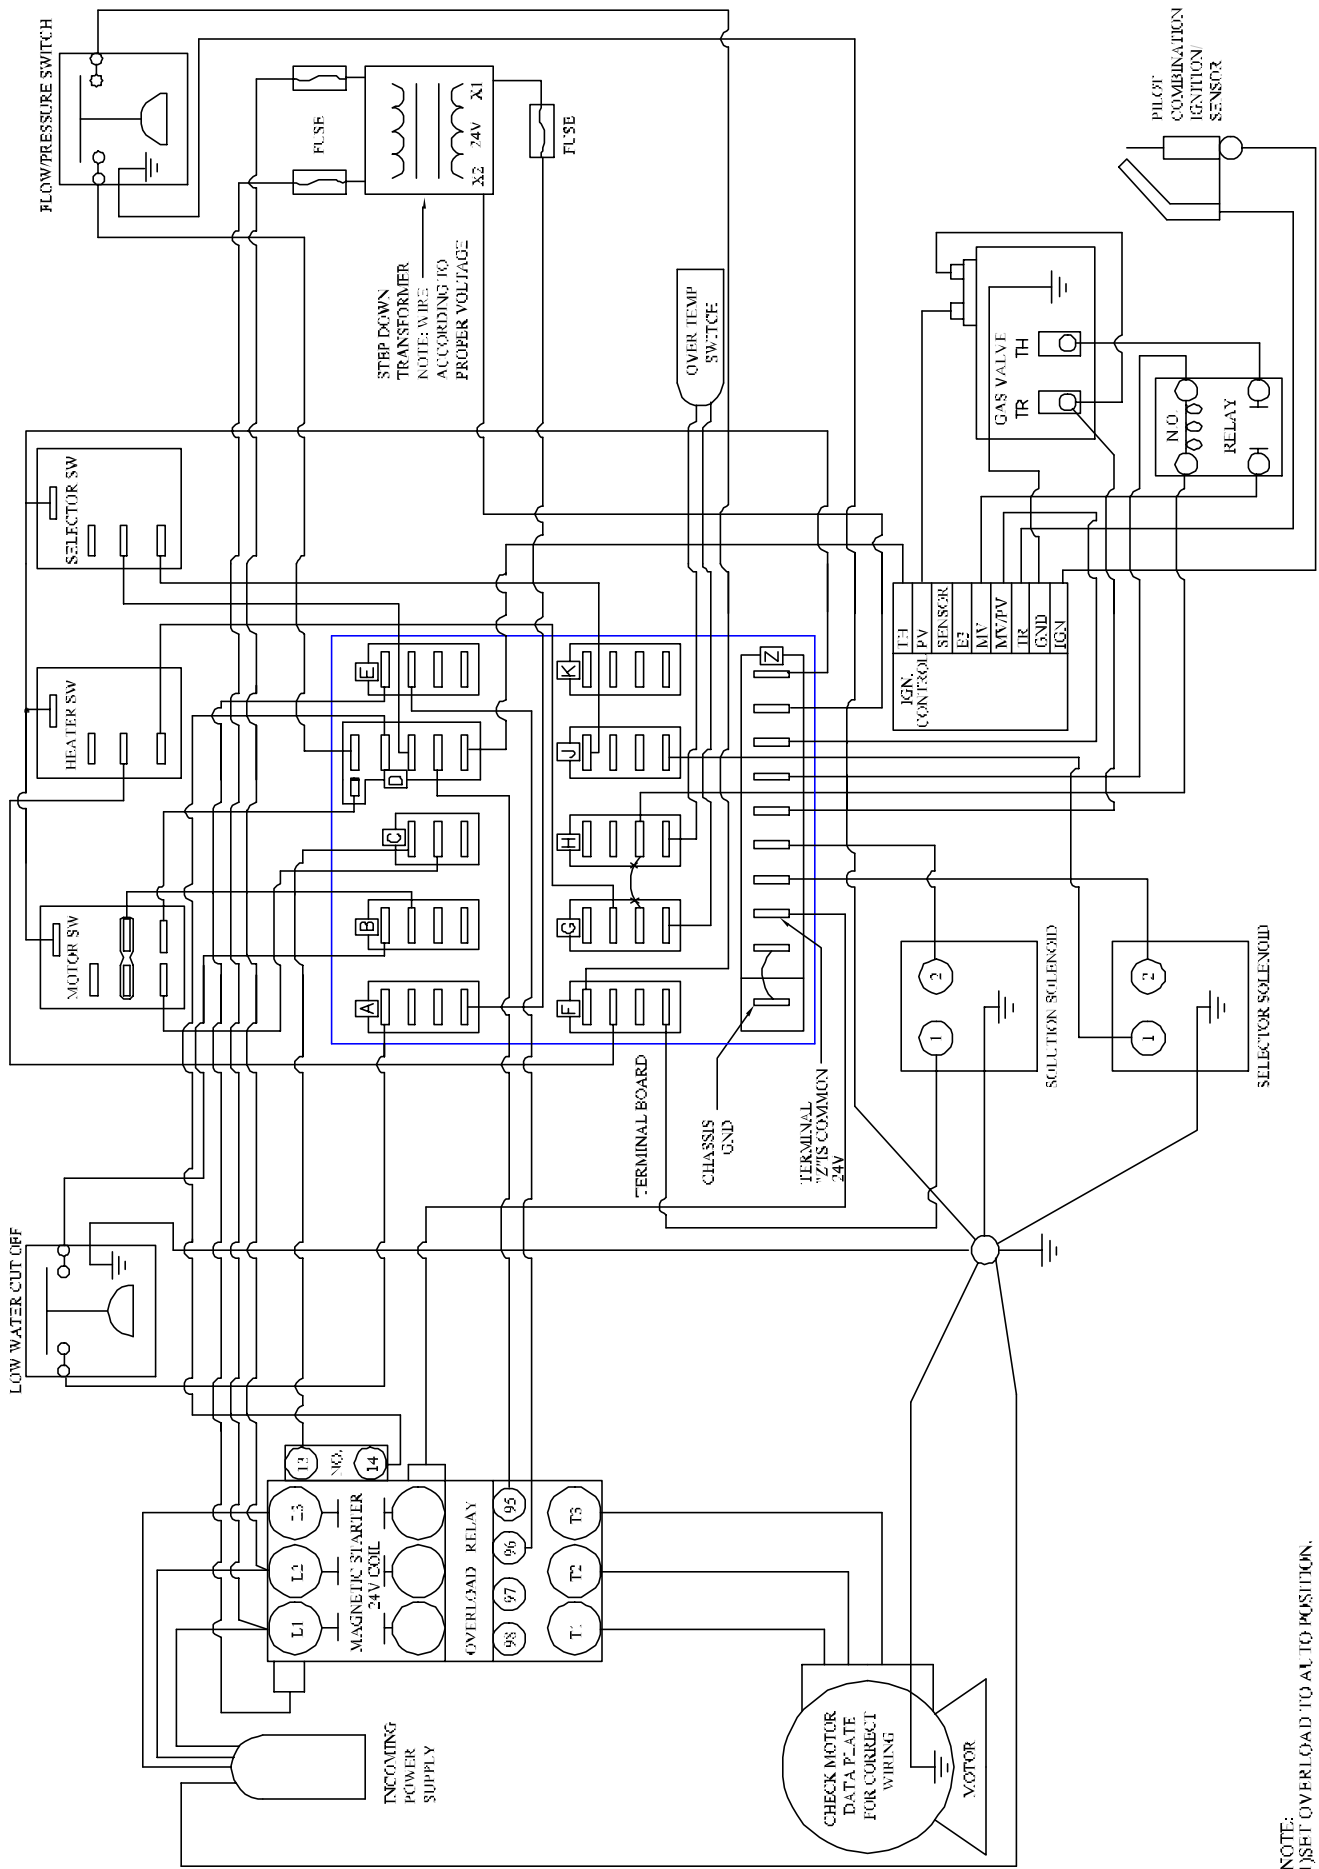 FLOW/PRESSURE SWITCH
FUSE
X2 24V X1
FUSE
STEP DOWN
TRANSFORMER
NOTE: WIRE
ACCORDING TO
PROPER VOLTAGE
OVER TEMP
SWITCH
PILOT
COMBINATION
IGNITION/
SENSOR
GAS VALVE
TR TH
N.O.
RELAY
SELECTOR SW
HEATER SW
MOTOR SW
A
B
C
D
E
F
G
H
J
K
Z
IGN.
CONTROL
TH
PV
SENSOR
E2
MV
MV/PV
TR
GND
IGN
TERMINAL BOARD
CHASSIS
GND
TERMINAL
"Z" IS COMMON
24V
1 2
SOLUTION SOLENOID
1 2
SELECTOR SOLENOID
LOW WATER CUT OFF
13
NO.
14
L1 L2 L3
MAGNETIC STARTER
24V COIL
OVERLOAD RELAY
98 97 96 95
T1 T2 T3
INCOMING
POWER
SUPPLY
CHECK MOTOR
DATA PLATE
FOR CORRECT
WIRING
MOTOR
NOTE:
)SET OVERLOAD TO AUTO POSITION.